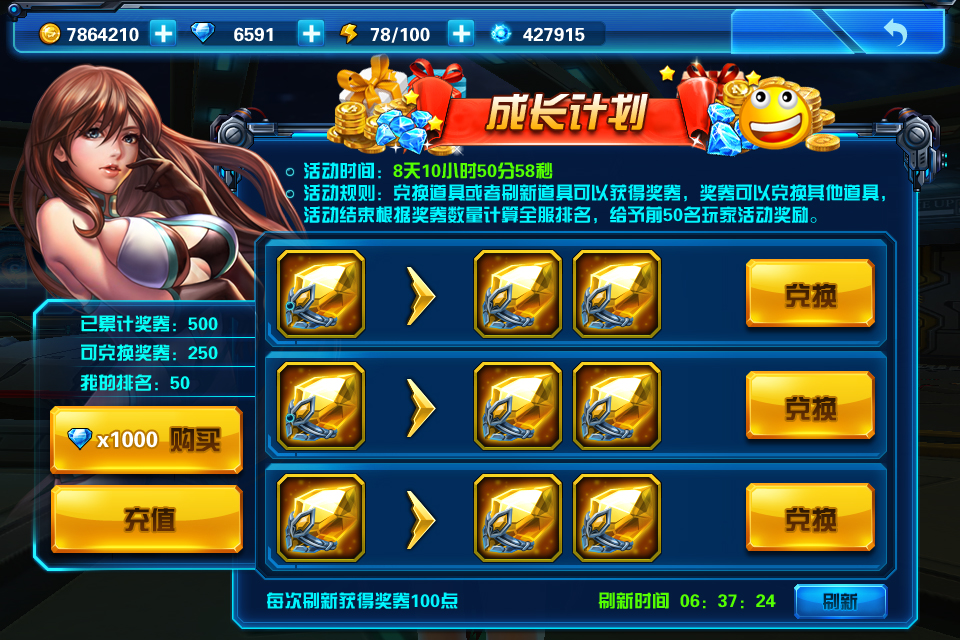 7864210
6591
78/100
427915
成长计划
活动时间：8天10小时50分58秒
活动规则：兑换道具或者刷新道具可以获得奖券，奖券可以兑换其他道具，
活动结束根据奖券数量计算全服排名，给予前50名玩家活动奖励。
已累计奖券：500
可兑换奖券：250
我的排名：50
x1000 购买
充值
兑换
兑换
兑换
每次刷新获得奖券100点
刷新时间 06：37：24
刷新